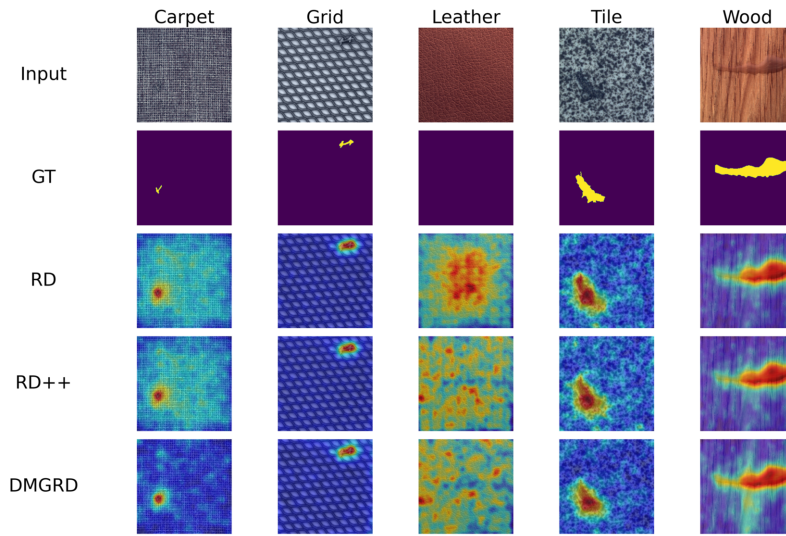 Carpet Grid Leather Tile Wood
Input
GT
RD
RD++
DMGRD